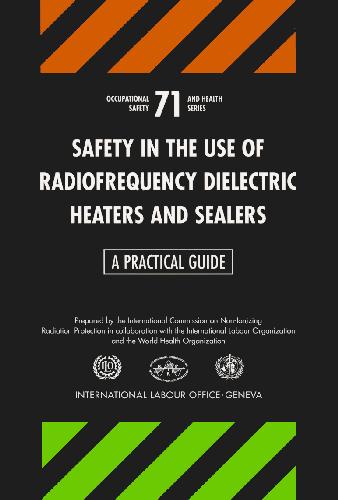 OCCUPATIONAL SAFETY 71 AND HEALTH SERIES
SAFETY IN THE USE OF
RADIOFREQUENCY DIELECTRIC
HEATERS AND SEALERS
A PRACTICAL GUIDE
Prepared by the International Commission on Non-Ionizing
Radiation Protection in collaboration with the International Labour Organization
and the World Health Organization
INTERNATIONAL LABOUR OFFICE · GENEVA